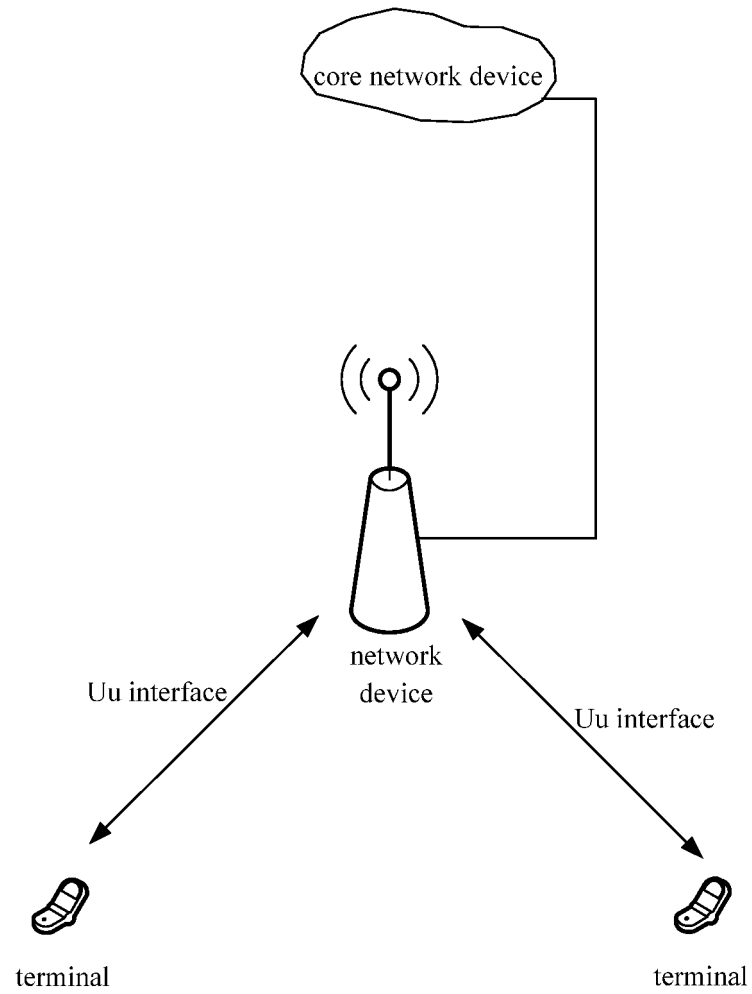 core network device
network
device
Uu interface
Uu interface
terminal
terminal